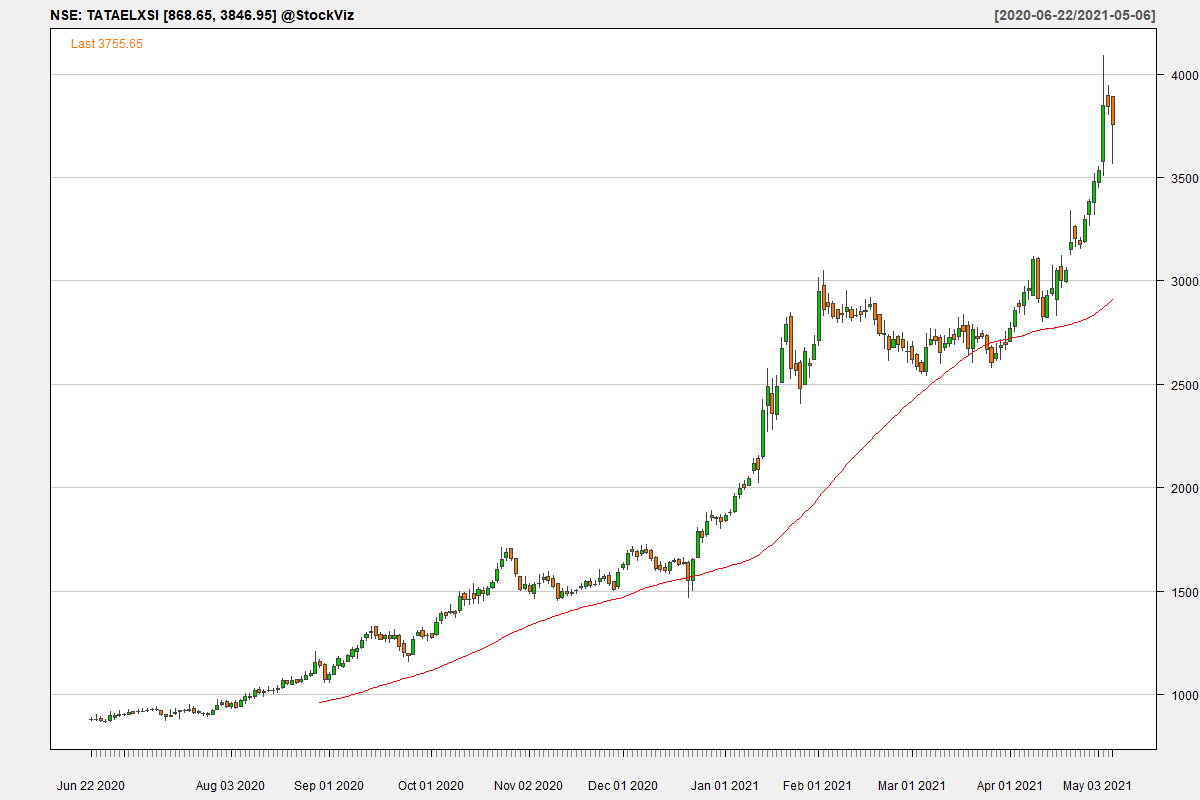 NSE: TATAELXSI [868.65, 3846.95] @StockViz
[2020-06-22/2021-05-06]
Last 3755.65
4000
3500
3000
2500
2000
1500
1000
Jun 22 2020
Aug 03 2020
Sep 01 2020
Oct 01 2020
Nov 02 2020
Dec 01 2020
Jan 01 2021
Feb 01 2021
Mar 01 2021
Apr 01 2021
May 03 2021